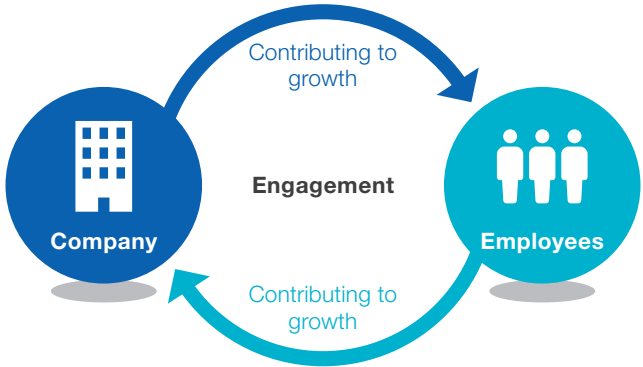 Contributing to
growth
Engagement
Company
Employees
Contributing to
growth